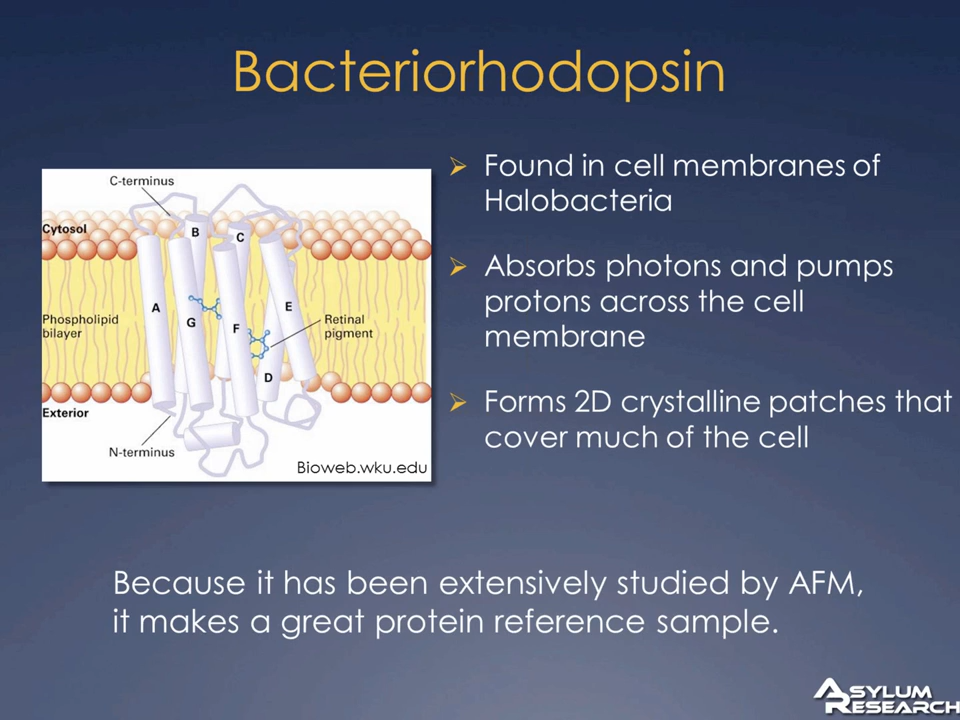 Bacteriorhodopsin
C-terminus
Cytosol
B
C
A
G
F
E
D
Phospholipid
bilayer
Retinal
pigment
Exterior
N-terminus
Bioweb.wku.edu
Found in cell membranes of
Halobacteria
Absorbs photons and pumps
protons across the cell
membrane
Forms 2D crystalline patches that
cover much of the cell
Because it has been extensively studied by AFM,
it makes a great protein reference sample.
ASYLUM
RESEARCH